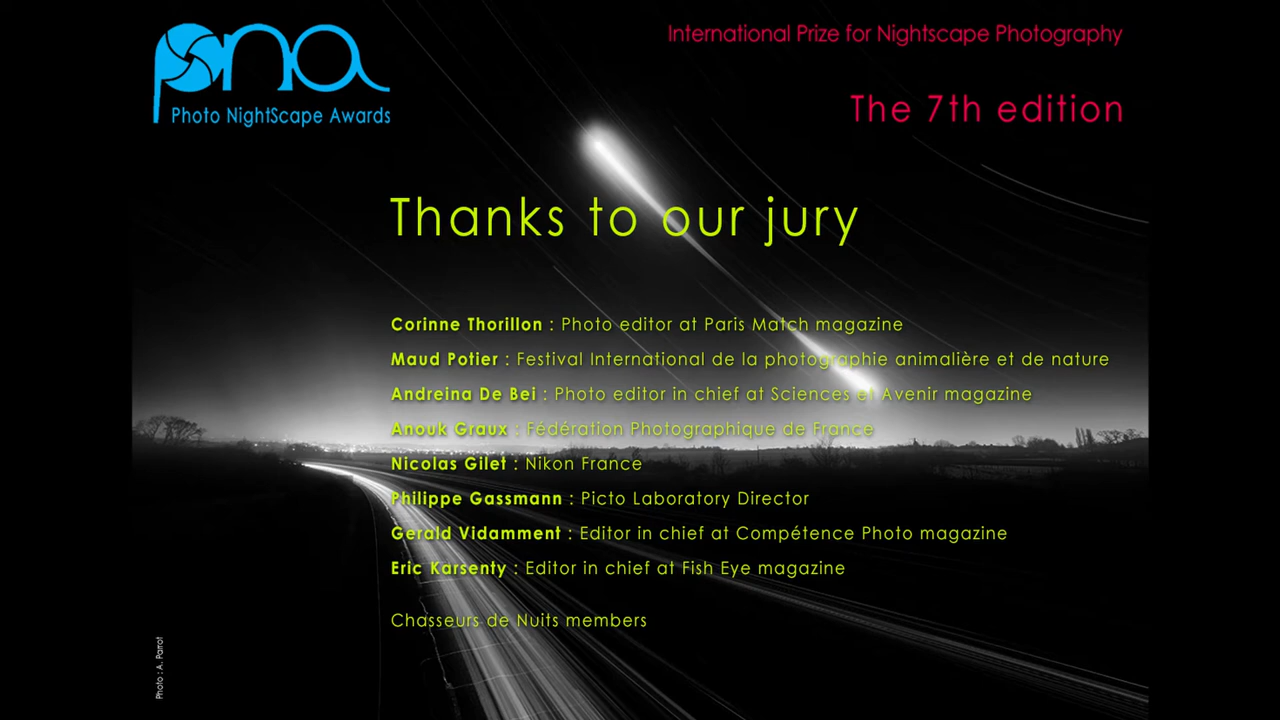 pna
Photo NightScape Awards
International Prize for Nightscape Photography
The 7th edition
Thanks to our jury
Corinne Thorillon : Photo editor at Paris Match magazine
Maud Potier : Festival International de la photographie animalière et de nature
Andreina De Bei : Photo editor in chief at Sciences et Avenir magazine
Anouk Graux : Fédération Photographique de France
Nicolas Gilet : Nikon France
Philippe Gassmann : Picto Laboratory Director
Gerald Vidamment : Editor in chief at Compétence Photo magazine
Eric Karsenty : Editor in chief at Fish Eye magazine
Chasseurs de Nuits members
Photo : A. Parrot